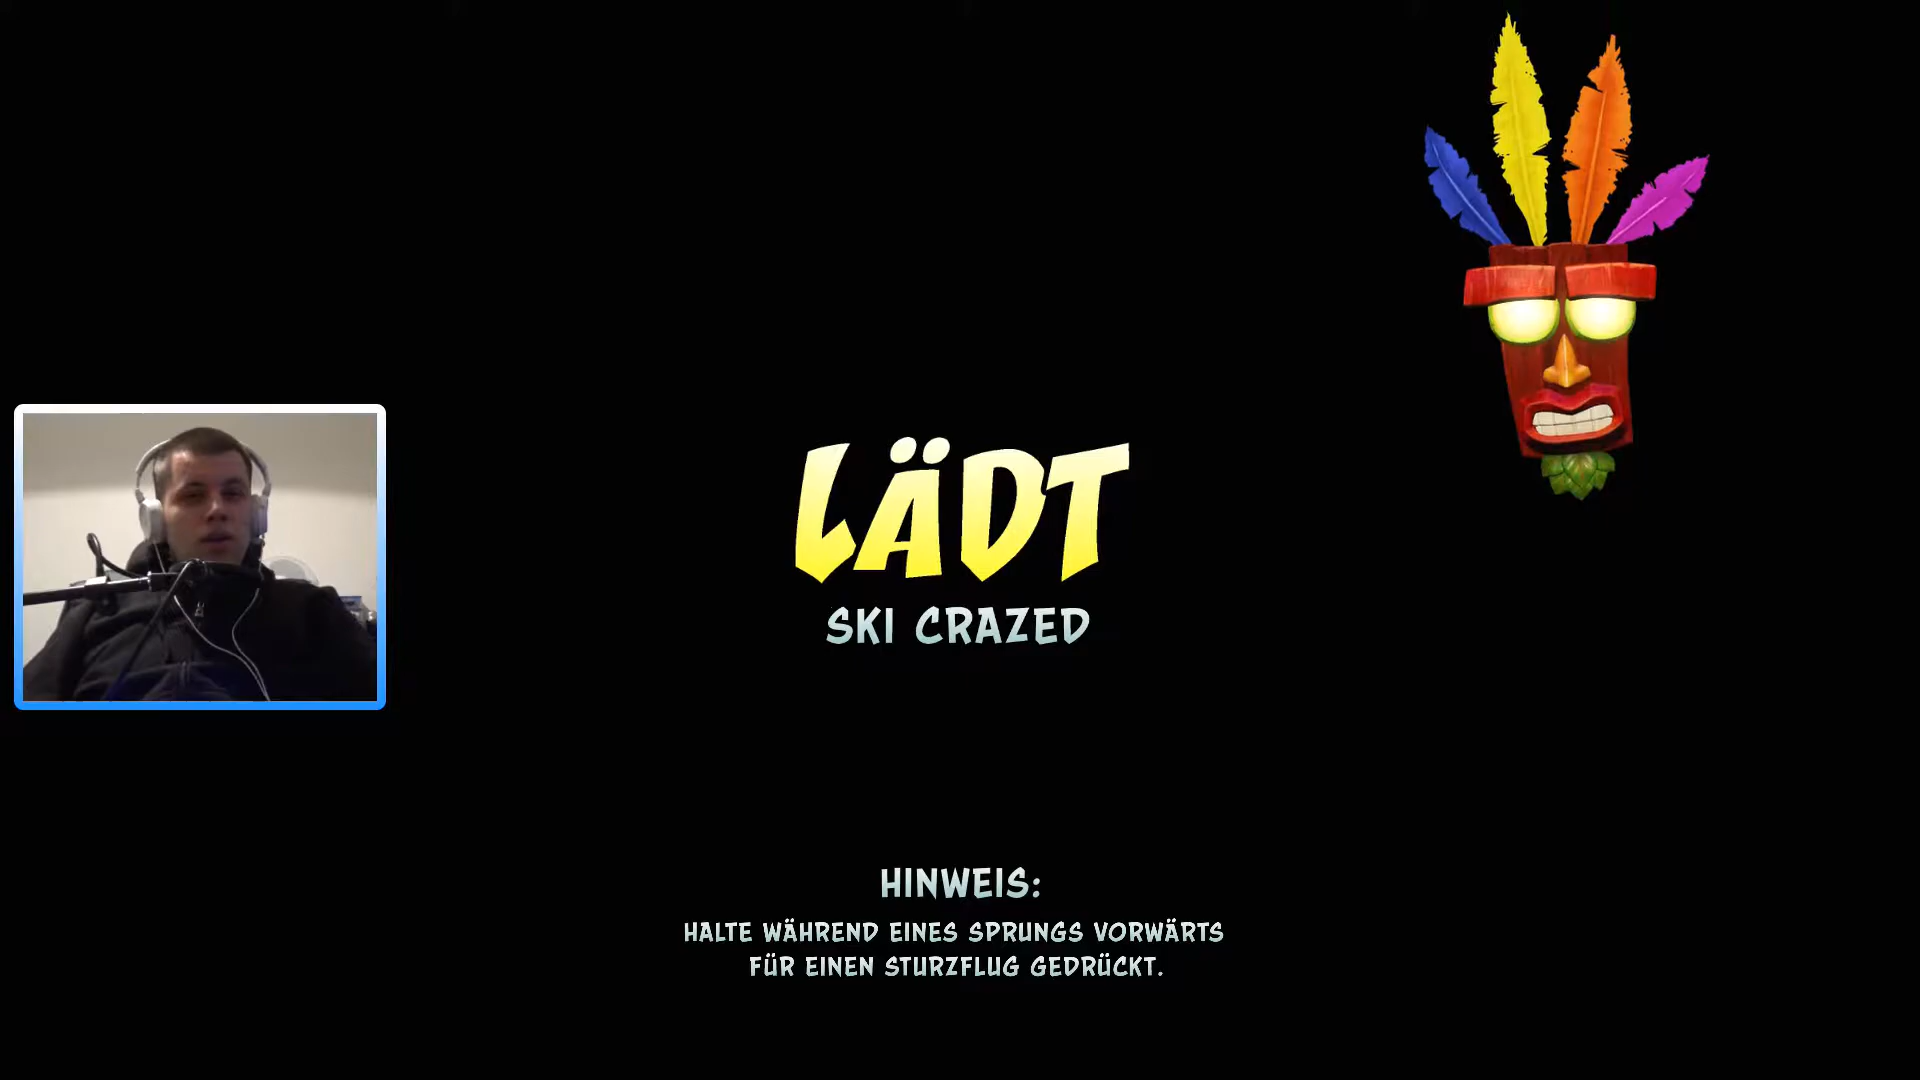 LÄDT
SKI CRAZED
HINWEIS:
HALTE WÄHREND EINES SPRUNGS VORWÄRTS
FÜR EINEN STURZFLUG GEDRÜCKT.